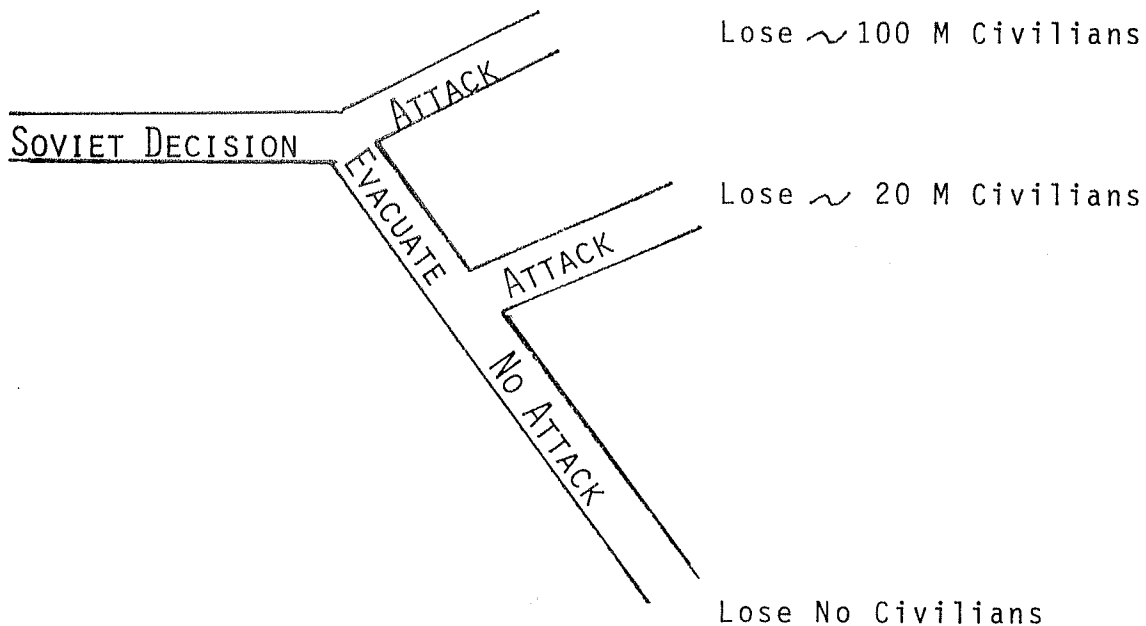 Lose ~ 100 M Civilians
ATTACK
SOVIET DECISION
EVACUATE
Lose ~ 20 M Civilians
ATTACK
NO ATTACK
Lose No Civilians